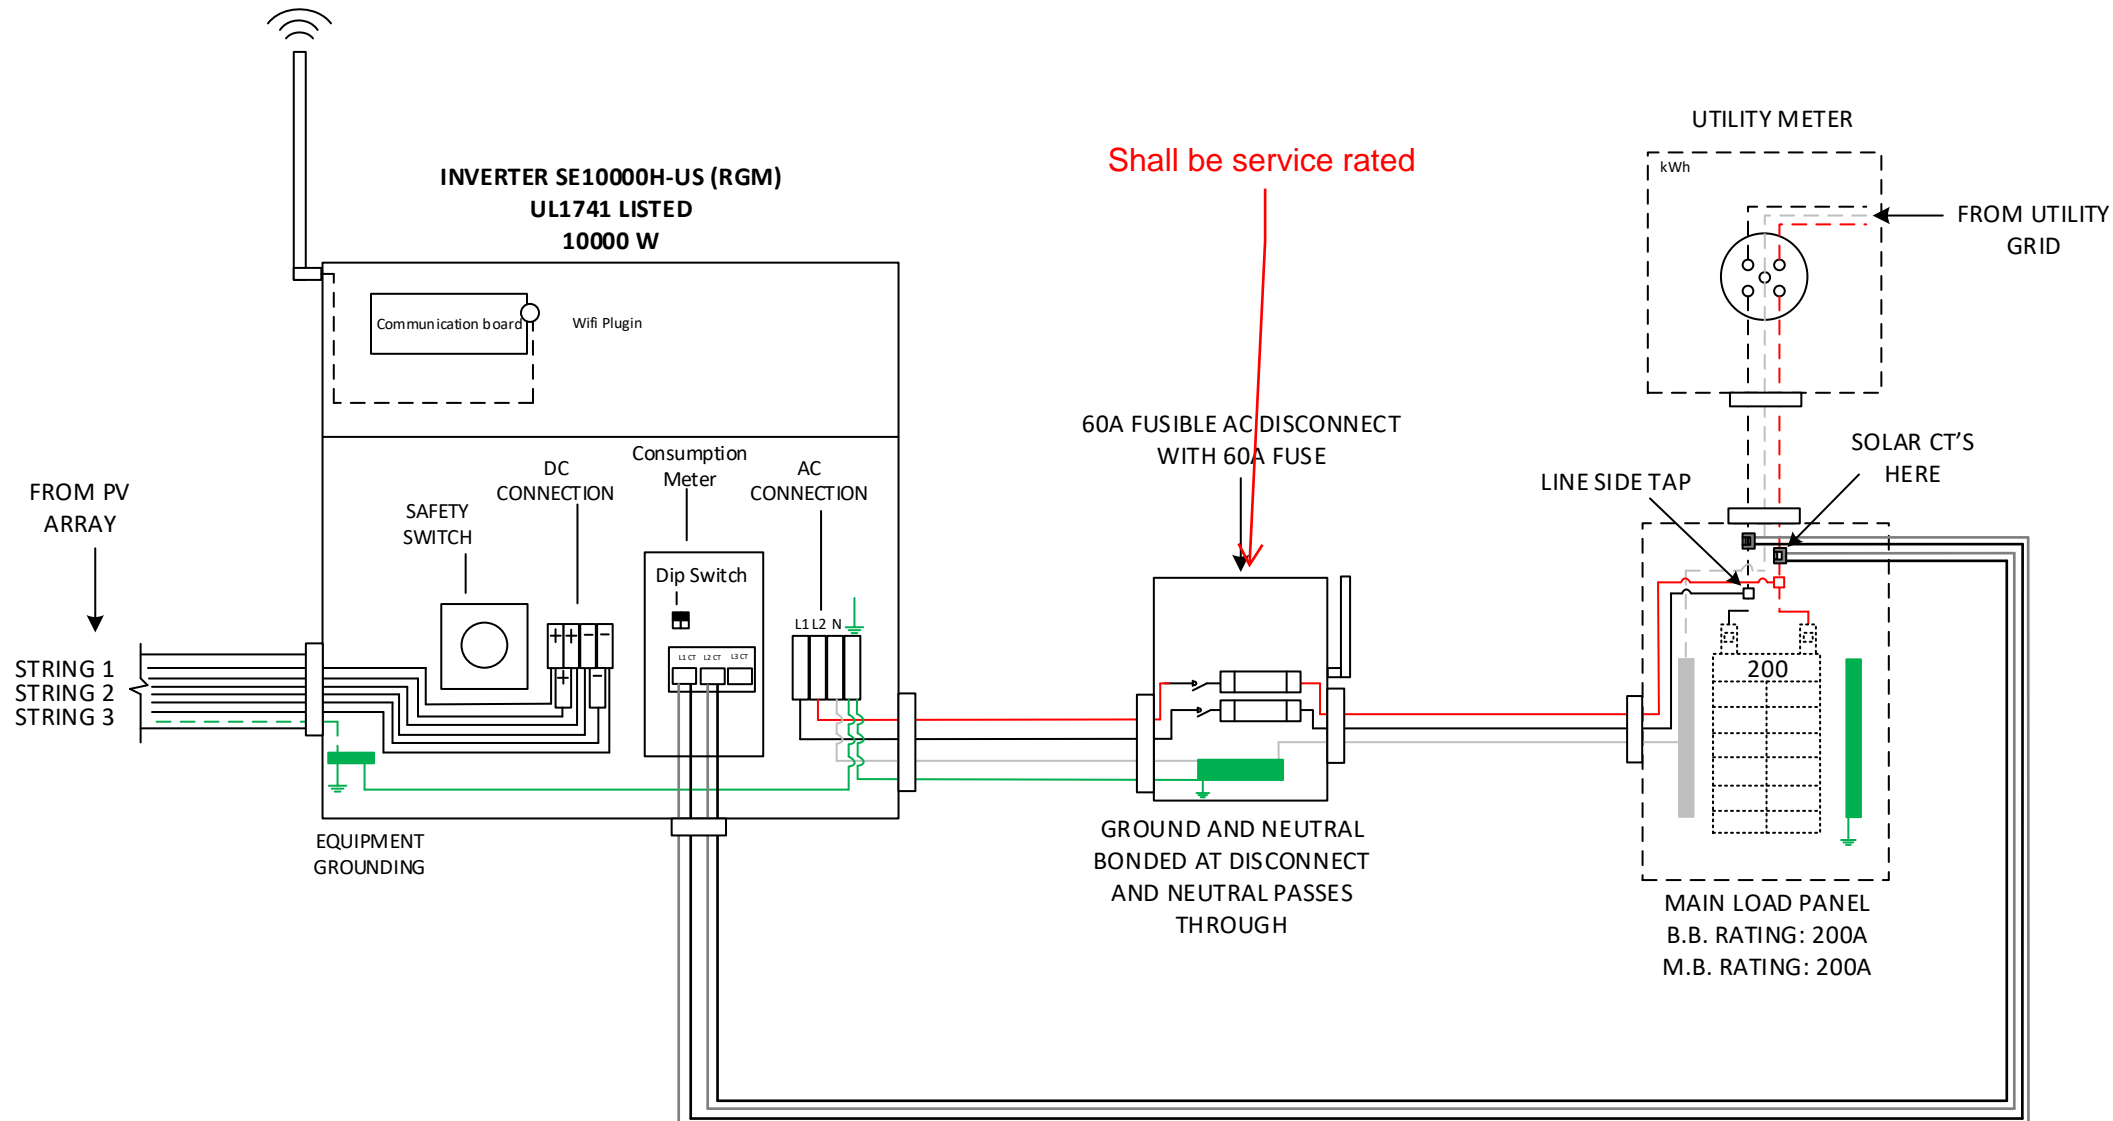 UTILITY METER
kWh
FROM UTILITY
GRID
Shall be service rated
INVERTER SE10000H-US (RGM)
UL1741 LISTED
10000 W
Communication board
Wifi Plugin
60A FUSIBLE AC DISCONNECT
WITH 60A FUSE
SOLAR CT'S
HERE
LINE SIDE TAP
FROM PV
ARRAY
SAFETY
SWITCH
DC
CONNECTION
Consumption
Meter
AC
CONNECTION
Dip Switch
L1 L2 N
+ + - -
+ -
L1 CT L2 CT L3 CT
STRING 1
STRING 2
STRING 3
200
EQUIPMENT
GROUNDING
GROUND AND NEUTRAL
BONDED AT DISCONNECT
AND NEUTRAL PASSES
THROUGH
MAIN LOAD PANEL
B.B. RATING: 200A
M.B. RATING: 200A